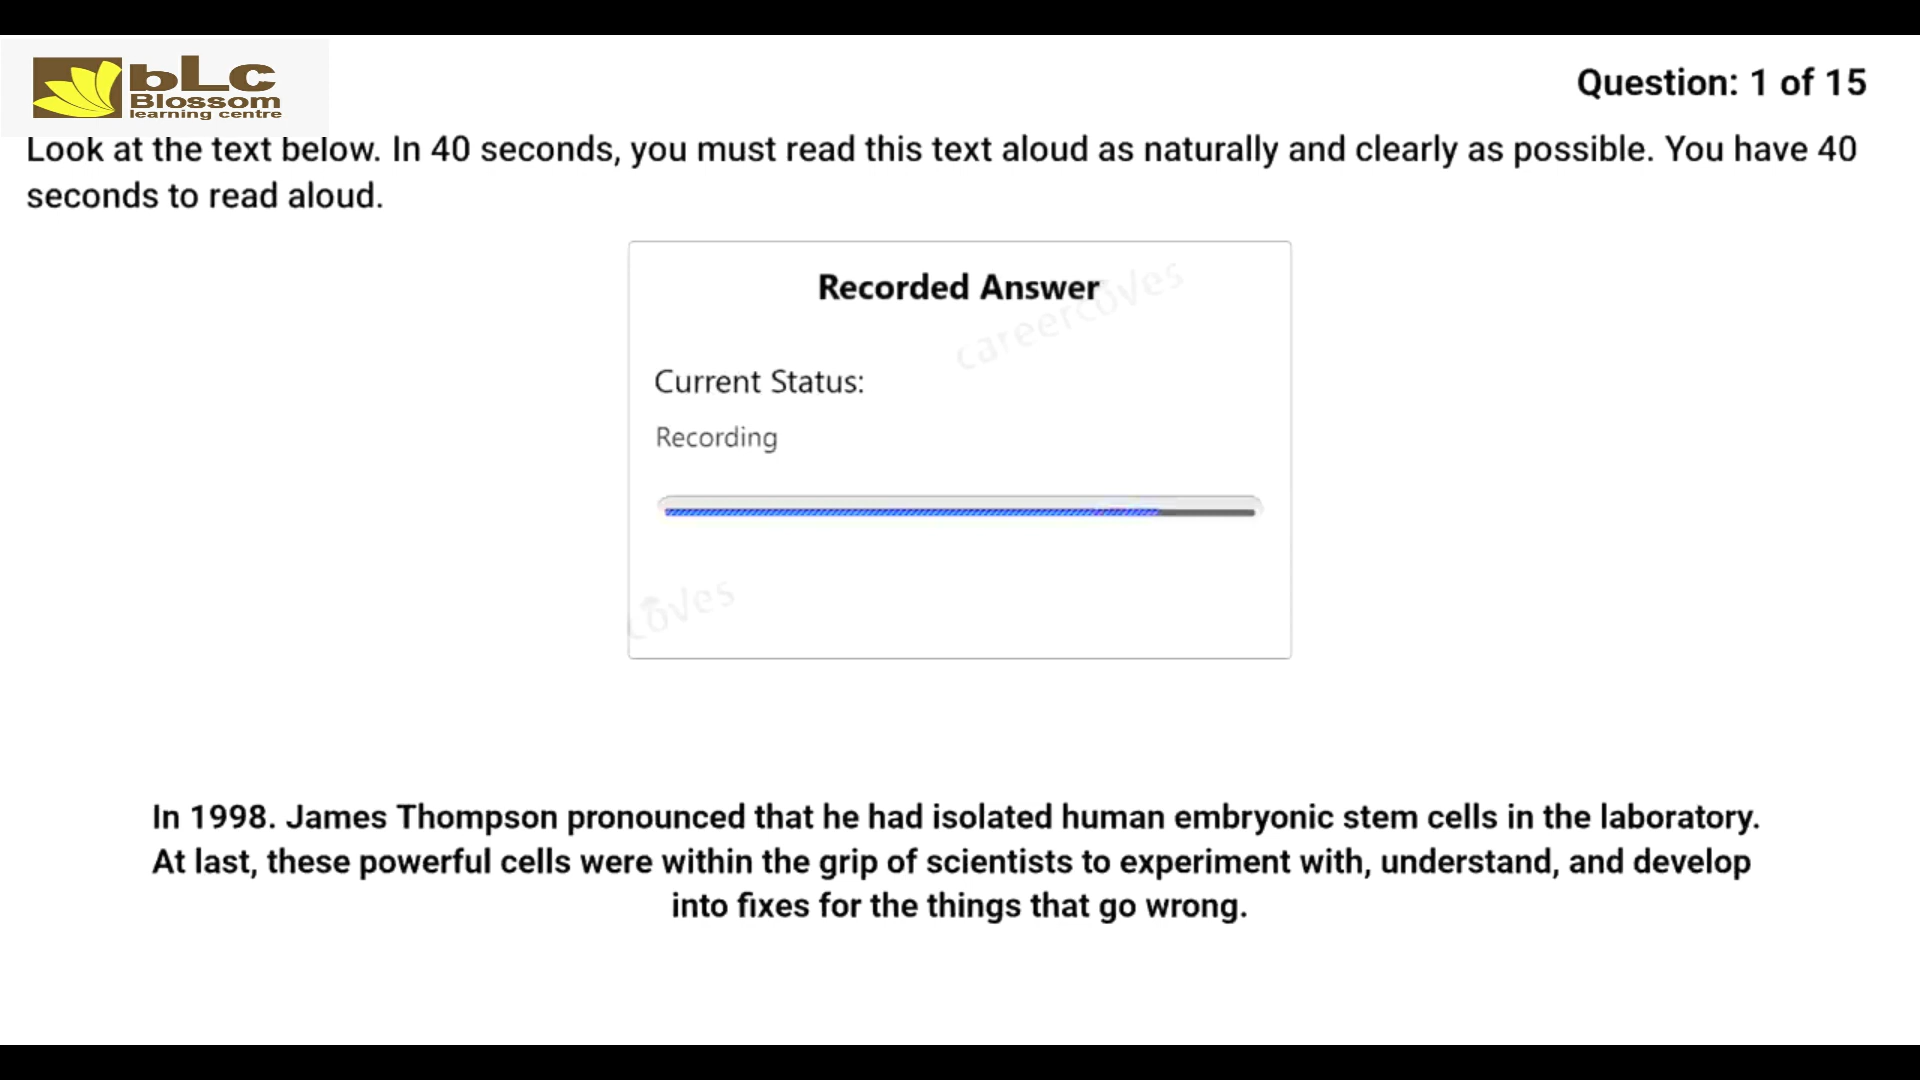 bLc
Blossom
learning centre
Question: 1 of 15
Look at the text below. In 40 seconds, you must read this text aloud as naturally and clearly as possible. You have 40
seconds to read aloud.
Recorded Answer
careercoves
Current Status:
Recording
coves
In 1998. James Thompson pronounced that he had isolated human embryonic stem cells in the laboratory.
At last, these powerful cells were within the grip of scientists to experiment with, understand, and develop
into fixes for the things that go wrong.